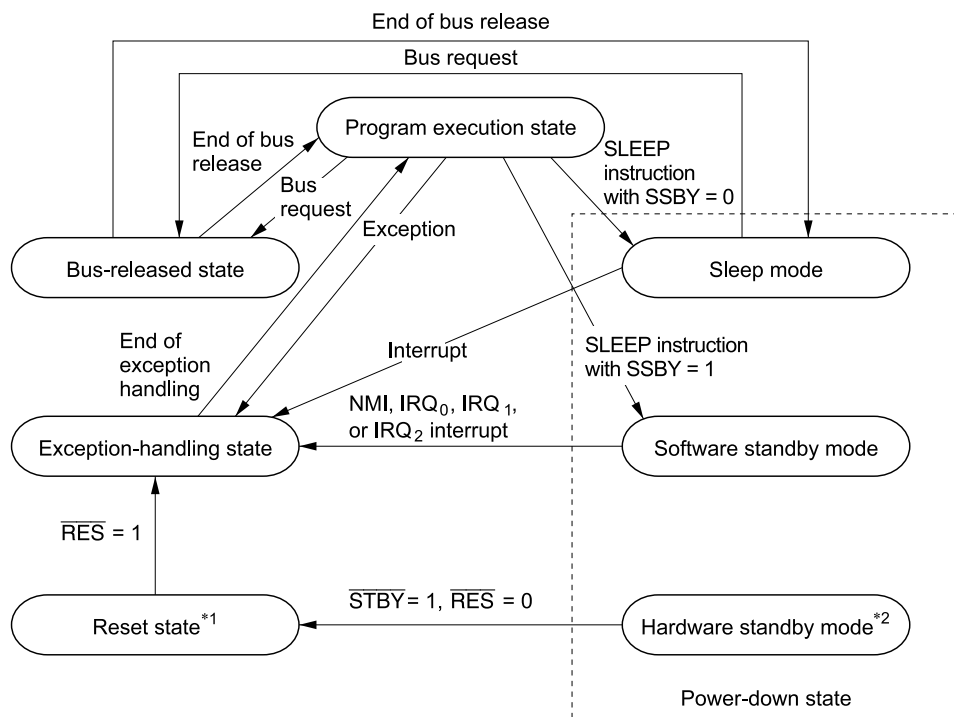 End of bus release
Bus request
Program execution state
End of bus
release
SLEEP
instruction
with SSBY = 0
Bus
request
Exception
Bus-released state
Sleep mode
End of
exception
handling
Interrupt
SLEEP instruction
with SSBY = 1
NMI, IRQ₀, IRQ₁,
or IRQ₂ interrupt
Exception-handling state
Software standby mode
R̅E̅S̅ = 1
S̅T̅B̅Y̅ = 1, R̅E̅S̅ = 0
Reset state*1
Hardware standby mode*2
Power-down state